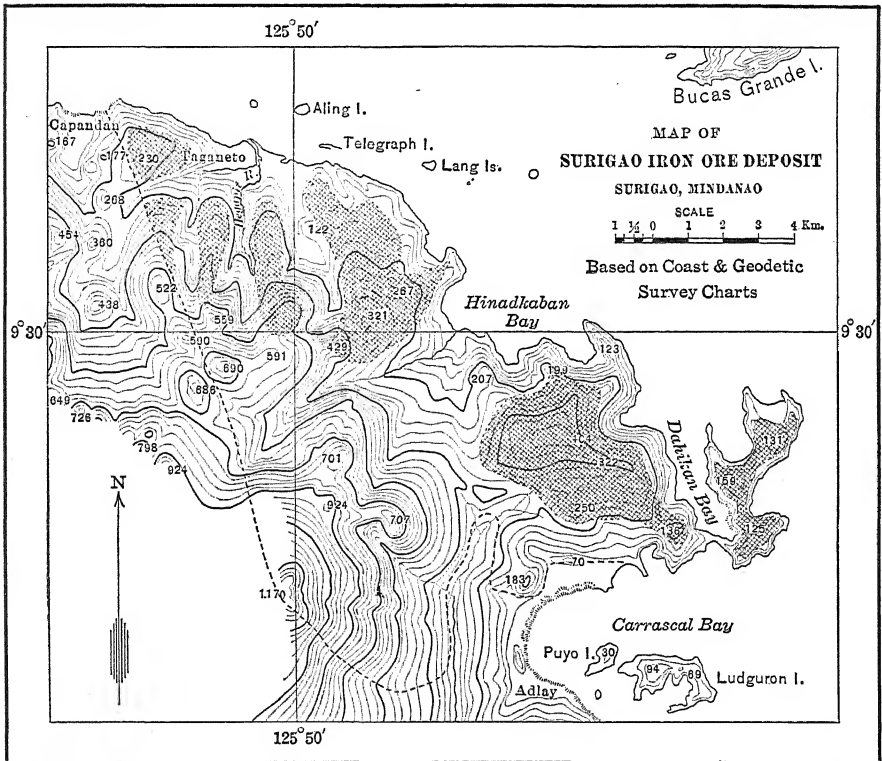 125°50′
Bucas Grande I.
Aling I.
Capandan
167
177
230
Taganeto
R.
Telegraph I.
Lang Is.
MAP OF
SURIGAO IRON ORE DEPOSIT
SURIGAO, MINDANAO
SCALE
1 ½ 0 1 2 3 4 Km.
Based on Coast & Geodetic
Survey Charts
268
454
360
122
522
438
559
267
321
Hinadkaban
Bay
9°30′
9°30′
590
591
429
690
686
207
199
123
649
726
798
924
701
924
707
Dahikan Bay
131
159
125
136
250
N
1170
183
70
Carrascal Bay
Puyo I.
30
94
69
Ludguron I.
Adlay
125°50′